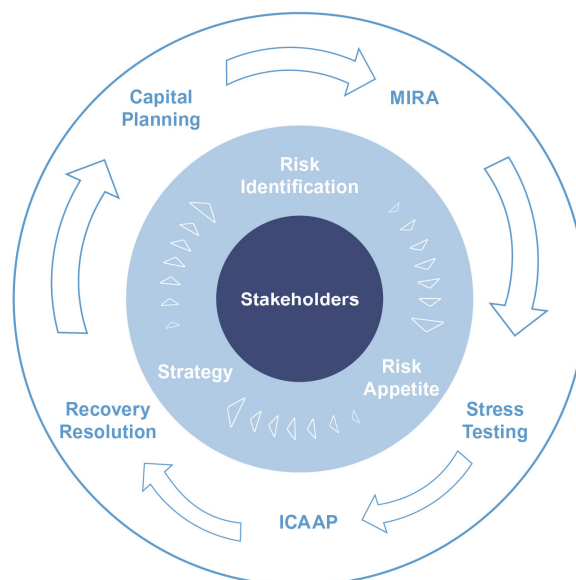 Capital
Planning
MIRA
Risk
Identification
Stakeholders
Strategy
Risk
Appetite
Recovery
Resolution
Stress
Testing
ICAAP